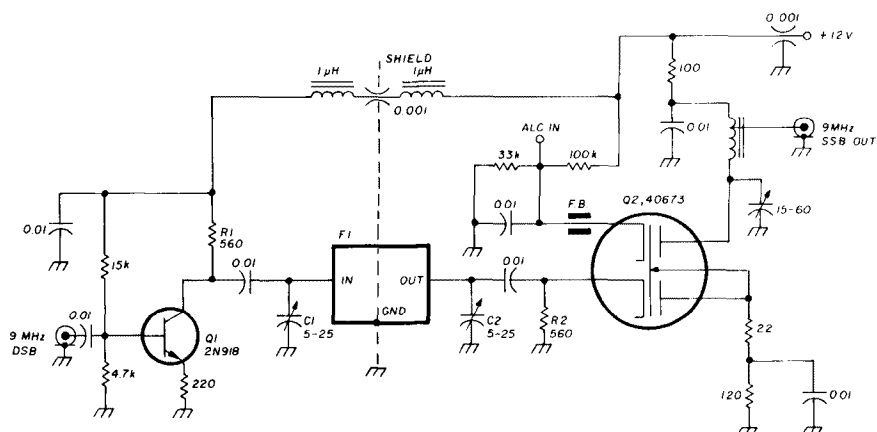 0.001
+12V
SHIELD
1µH
1µH
0.001
100
ALC IN
0.01
9MHz
SSB OUT
33k
100k
0.01
FB
Q2, 40673
15-60
0.01
R1
560
15k
0.01
F1
0.01
IN
OUT
GND
0.01
9 MHz
DSB
Q1
2N918
C1
5-25
C2
5-25
R2
560
22
4.7k
220
120
0.01